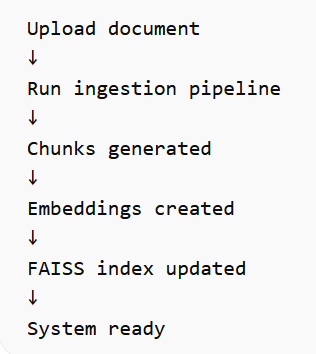 Upload document
↓
Run ingestion pipeline
↓
Chunks generated
↓
Embeddings created
↓
FAISS index updated
↓
System ready